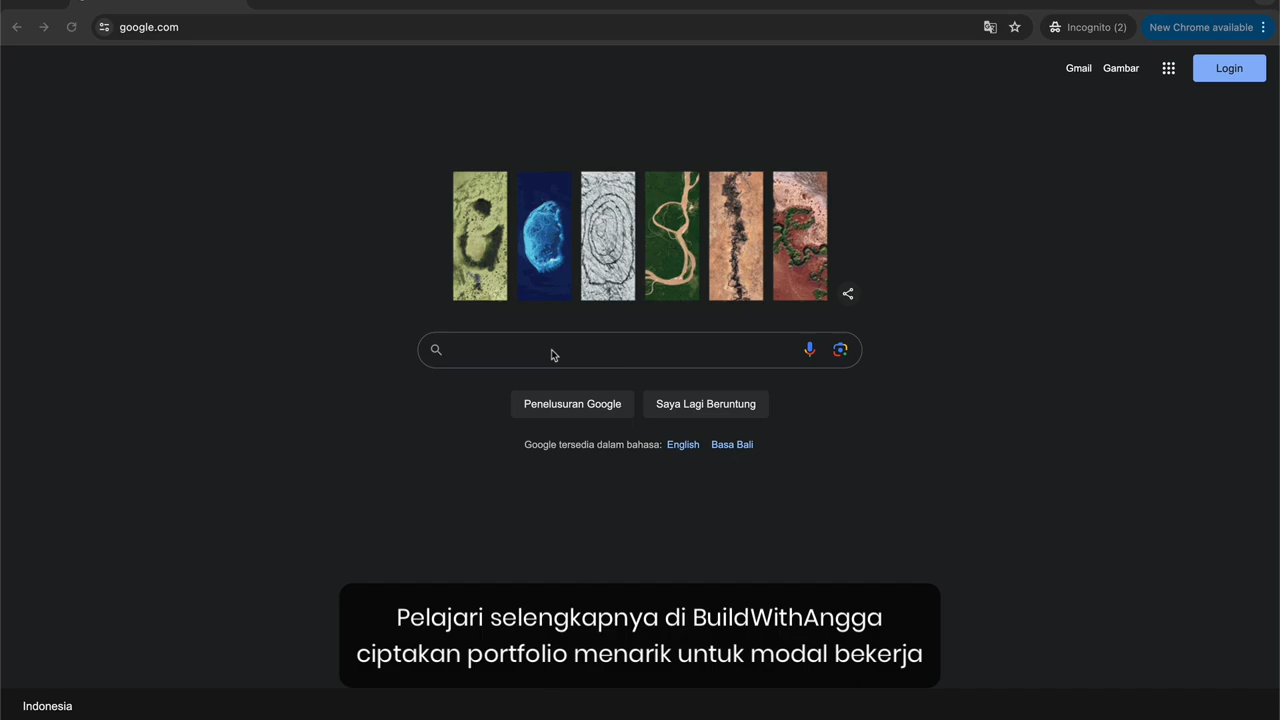 google.com
Incognito (2)
New Chrome available
Gmail
Gambar
Login
Penelusuran Google
Saya Lagi Beruntung
Google tersedia dalam bahasa: English Basa Bali
Pelajari selengkapnya di BuildWithAngga
ciptakan portfolio menarik untuk modal bekerja
Indonesia